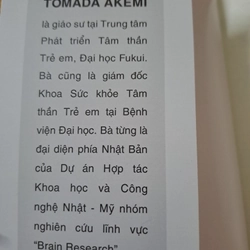 TOMADA AKEMI
là giáo sư tại Trung tâm
Phát triển Tâm thần
Trẻ em, Đại học Fukui.
Bà cũng là giám đốc
Khoa Sức khỏe Tâm
thần Trẻ em tại Bệnh
viện Đại học. Bà từng là
đại diện phía Nhật Bản
của Dự án Hợp tác
Khoa học và Công
nghệ Nhật - Mỹ nhóm
nghiên cứu lĩnh vực
"Brain Research"